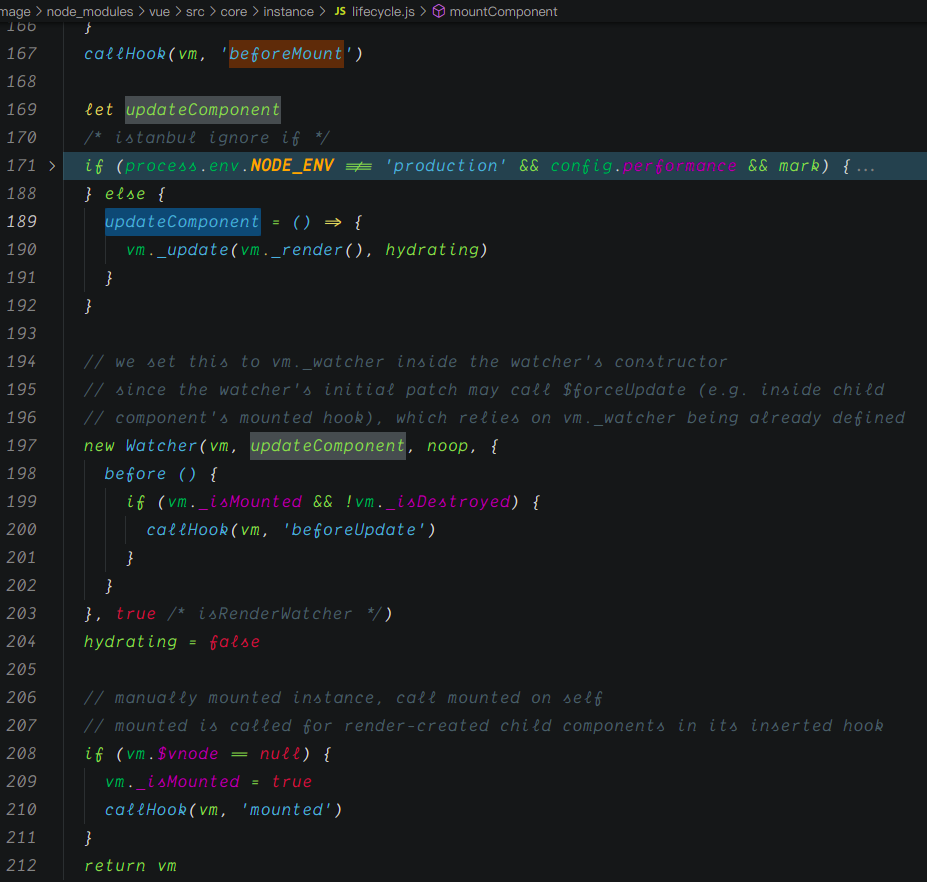 mage > node_modules > vue > src > core > instance > JS lifecycle.js > mountComponent
166 }
167 callHook(vm, 'beforeMount')
168
169 let updateComponent
170 /* istanbul ignore if */
171 if (process.env.NODE_ENV !== 'production' && config.performance && mark) {...
188 } else {
189 updateComponent = () => {
190 vm._update(vm._render(), hydrating)
191 }
192 }
193
194 // we set this to vm._watcher inside the watcher's constructor
195 // since the watcher's initial patch may call $forceUpdate (e.g. inside child
196 // component's mounted hook), which relies on vm._watcher being already defined
197 new Watcher(vm, updateComponent, noop, {
198 before () {
199 if (vm._isMounted && !vm._isDestroyed) {
200 callHook(vm, 'beforeUpdate')
201 }
202 }
203 }, true /* isRenderWatcher */)
204 hydrating = false
205
206 // manually mounted instance, call mounted on self
207 // mounted is called for render-created child components in its inserted hook
208 if (vm.$vnode == null) {
209 vm._isMounted = true
210 callHook(vm, 'mounted')
211 }
212 return vm